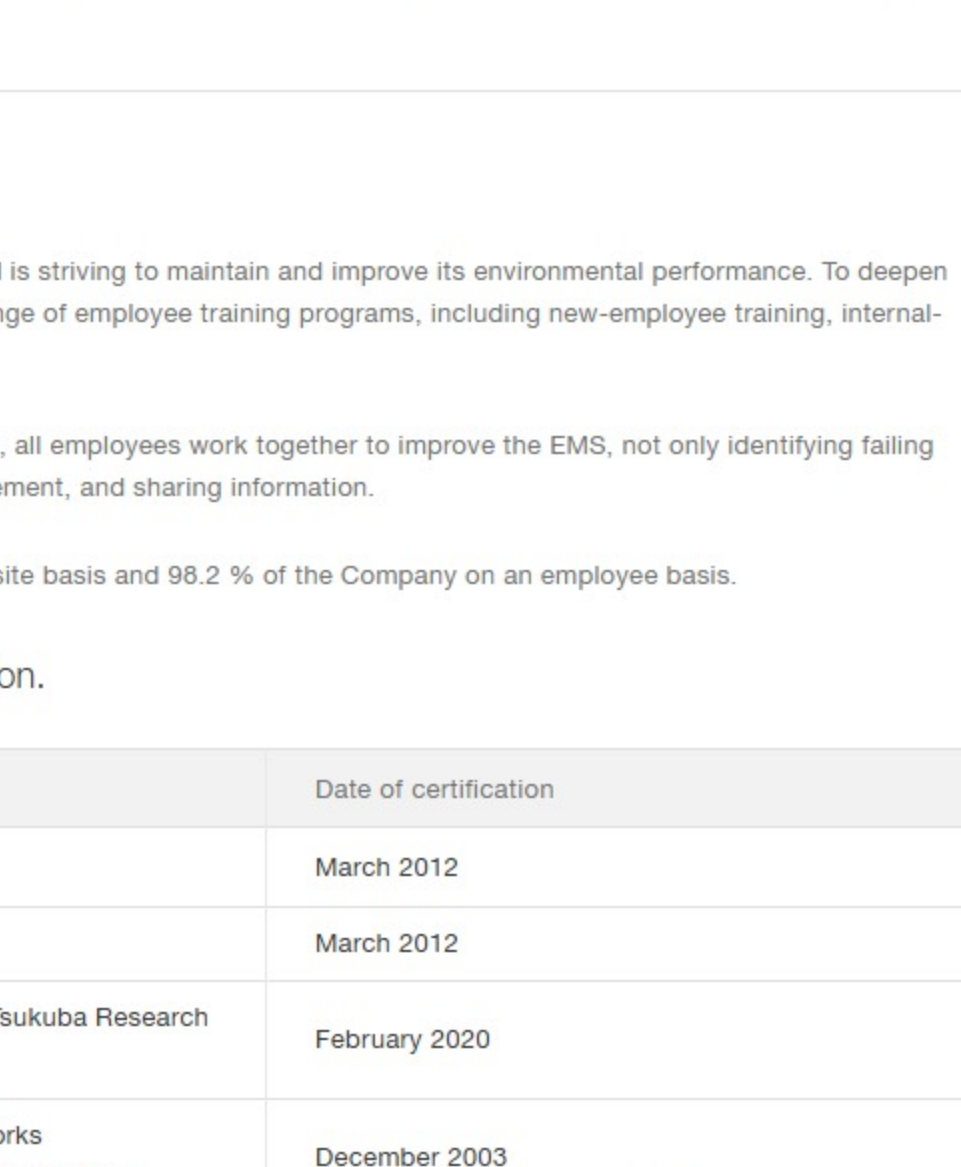 is striving to maintain and improve its environmental performance. To deepen
of employee training programs, including new-employee training, internal-
, all employees work together to improve the EMS, not only identifying failing
ement, and sharing information.
site basis and 98.2 % of the Company on an employee basis.
on.
Date of certification
March 2012
March 2012
Tsukuba Research
February 2020
orks
December 2003